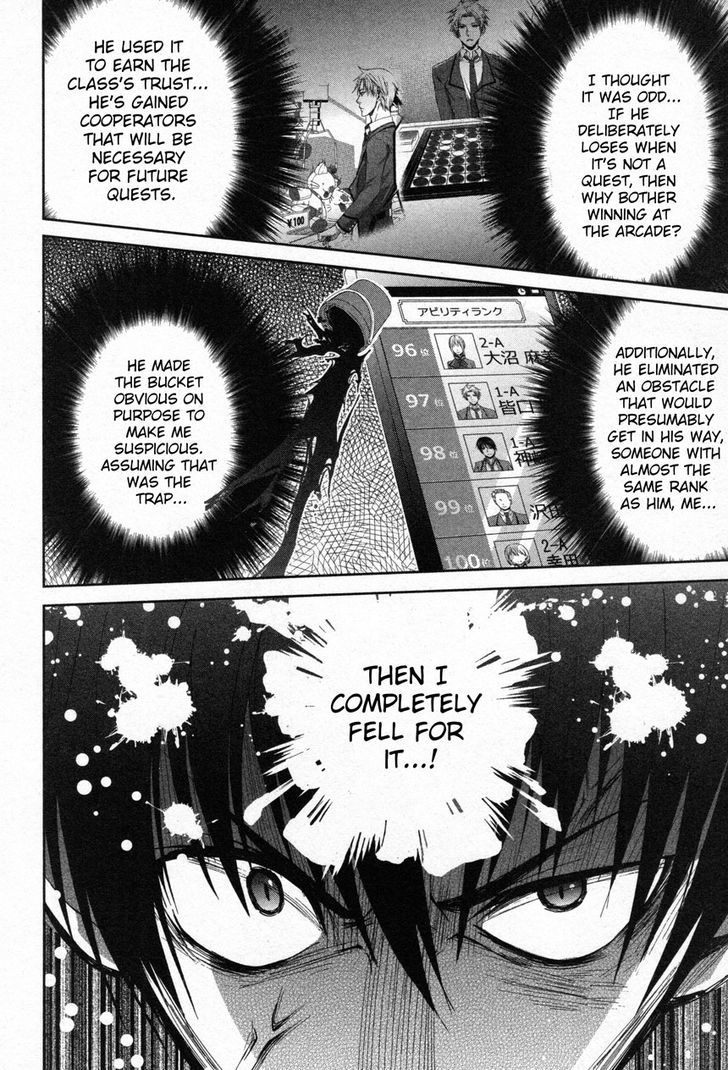 I THOUGHT
IT WAS ODD...
IF HE
DELIBERATELY
LOSES WHEN
IT'S NOT A
QUEST, THEN
WHY BOTHER
WINNING AT
THE ARCADE?
HE USED IT
TO EARN THE
CLASS'S TRUST...
HE'S GAINED
COOPERATORS
THAT WILL BE
NECESSARY
FOR FUTURE
QUESTS.
¥100
ADDITIONALLY,
HE ELIMINATED
AN OBSTACLE
THAT WOULD
PRESUMABLY
GET IN HIS WAY,
SOMEONE WITH
ALMOST THE
SAME RANK
AS HIM, ME...
アビリティランク
96位 2-A
大沼 麻
97位 1-A
皆口
98位 1-A
神
99位
沢
100位 2-A
幸田
HE MADE
THE BUCKET
OBVIOUS ON
PURPOSE TO
MAKE ME
SUSPICIOUS.
ASSUMING THAT
WAS THE
TRAP...
THEN I
COMPLETELY
FELL FOR
IT...!